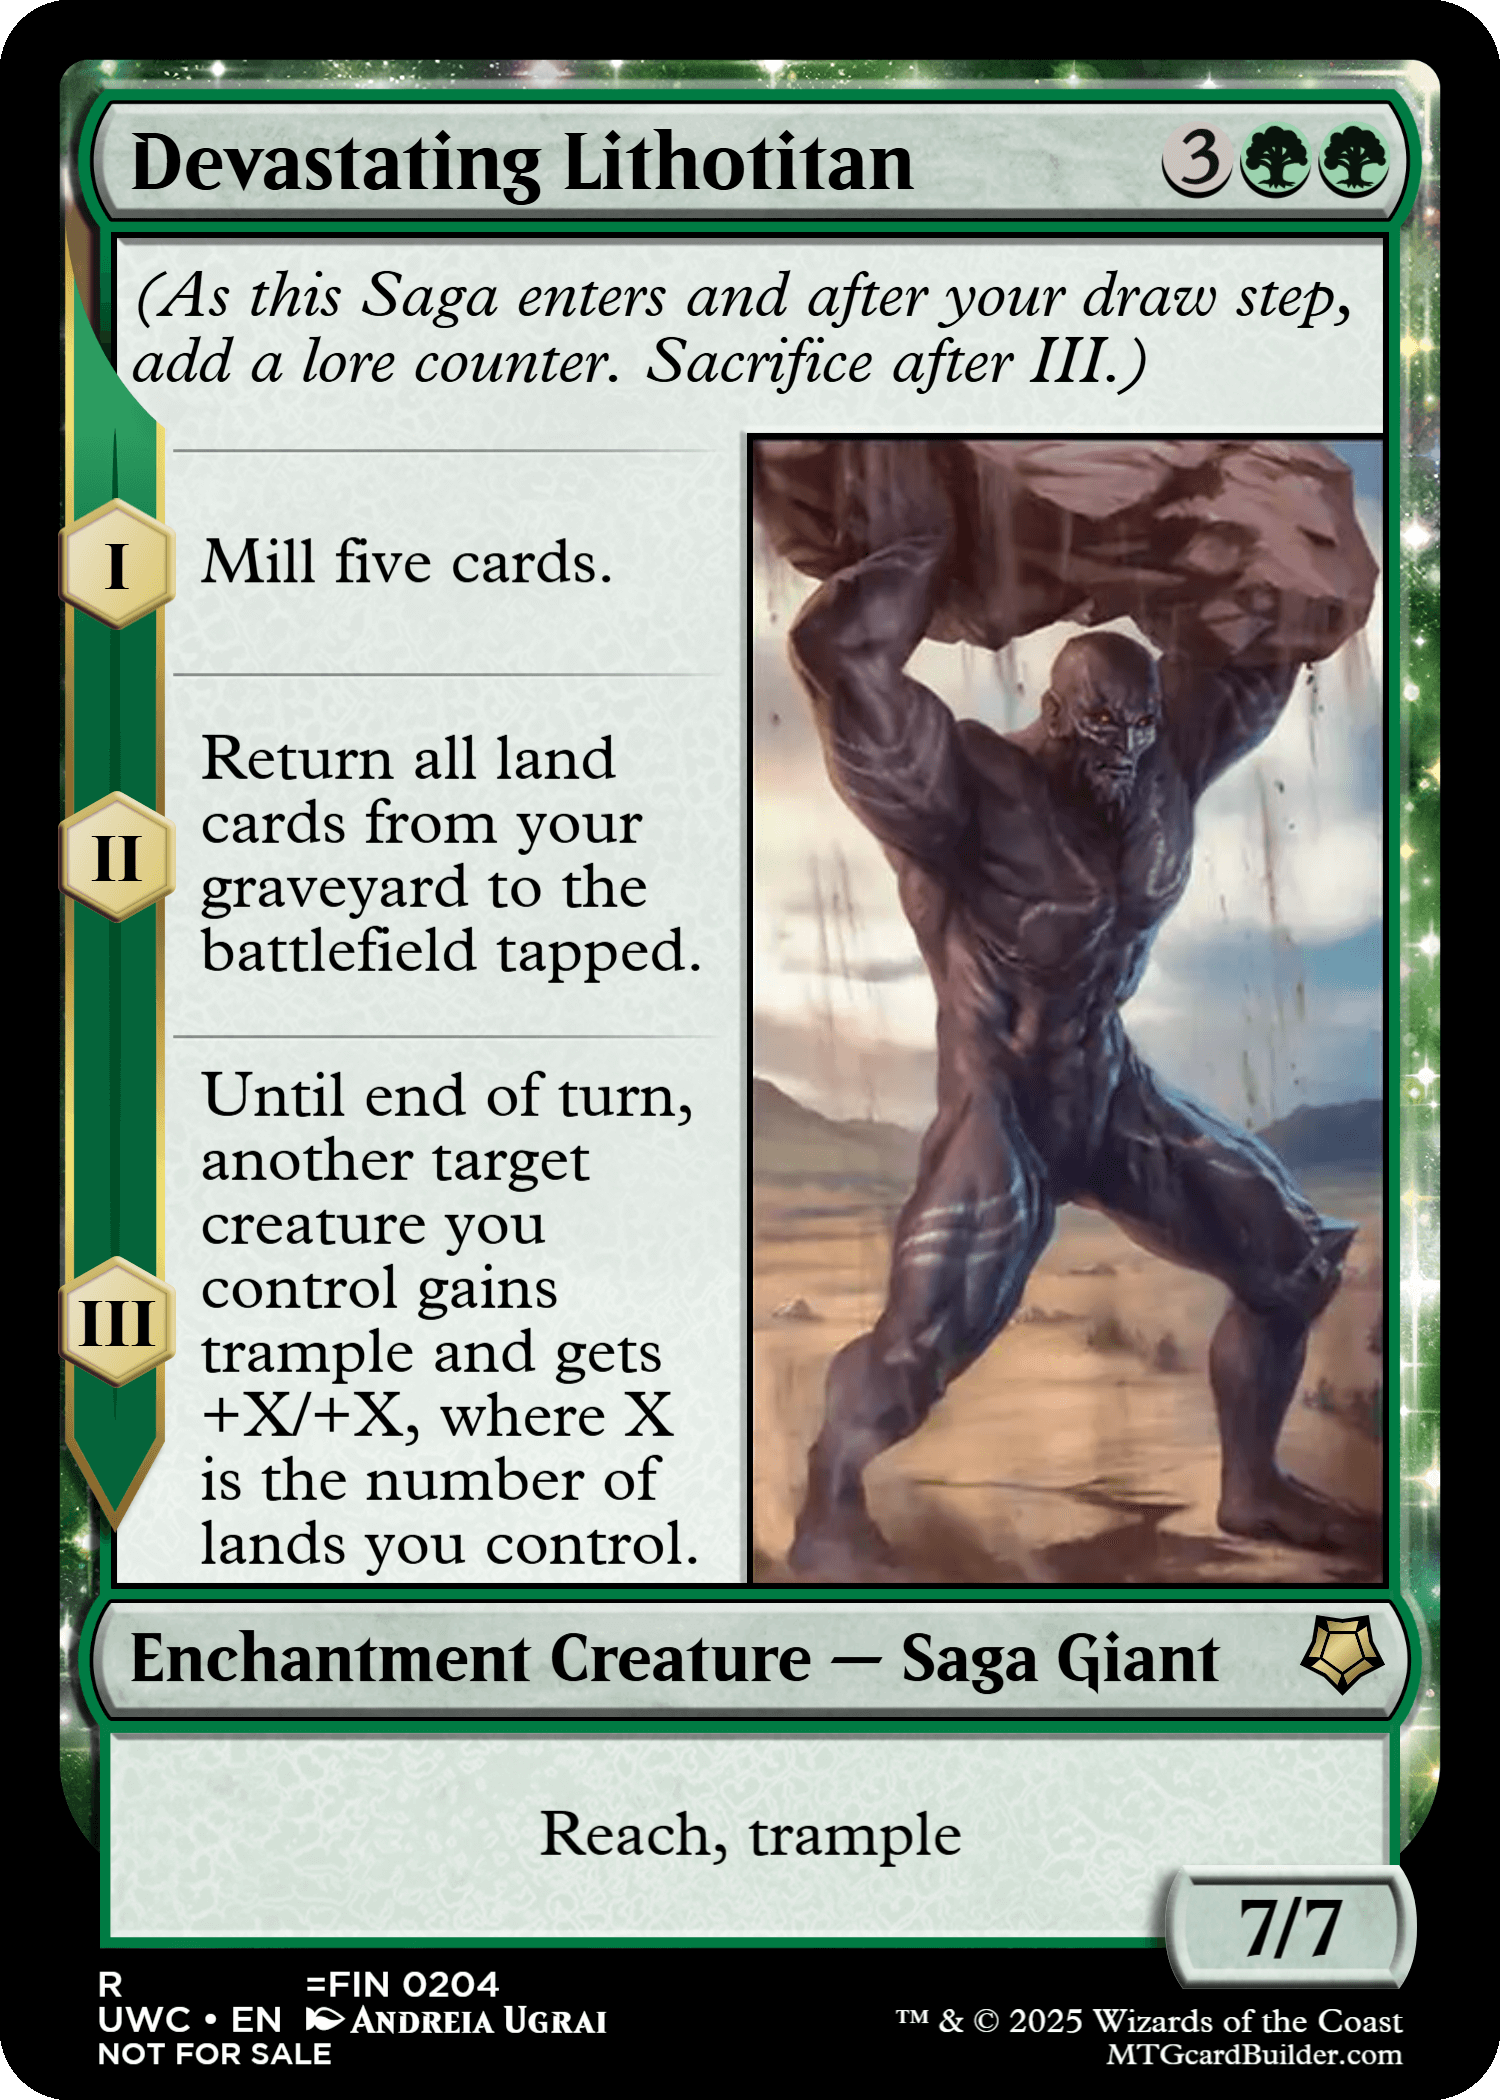 Devastating Lithotitan 3
(As this Saga enters and after your draw step,
add a lore counter. Sacrifice after III.)
I
Mill five cards.
II
Return all land
cards from your
graveyard to the
battlefield tapped.
III
Until end of turn,
another target
creature you
control gains
trample and gets
+X/+X, where X
is the number of
lands you control.
Enchantment Creature — Saga Giant
Reach, trample
7/7
R =FIN 0204
UWC • EN Andreia Ugrai
NOT FOR SALE
™ & © 2025 Wizards of the Coast
MTGcardBuilder.com